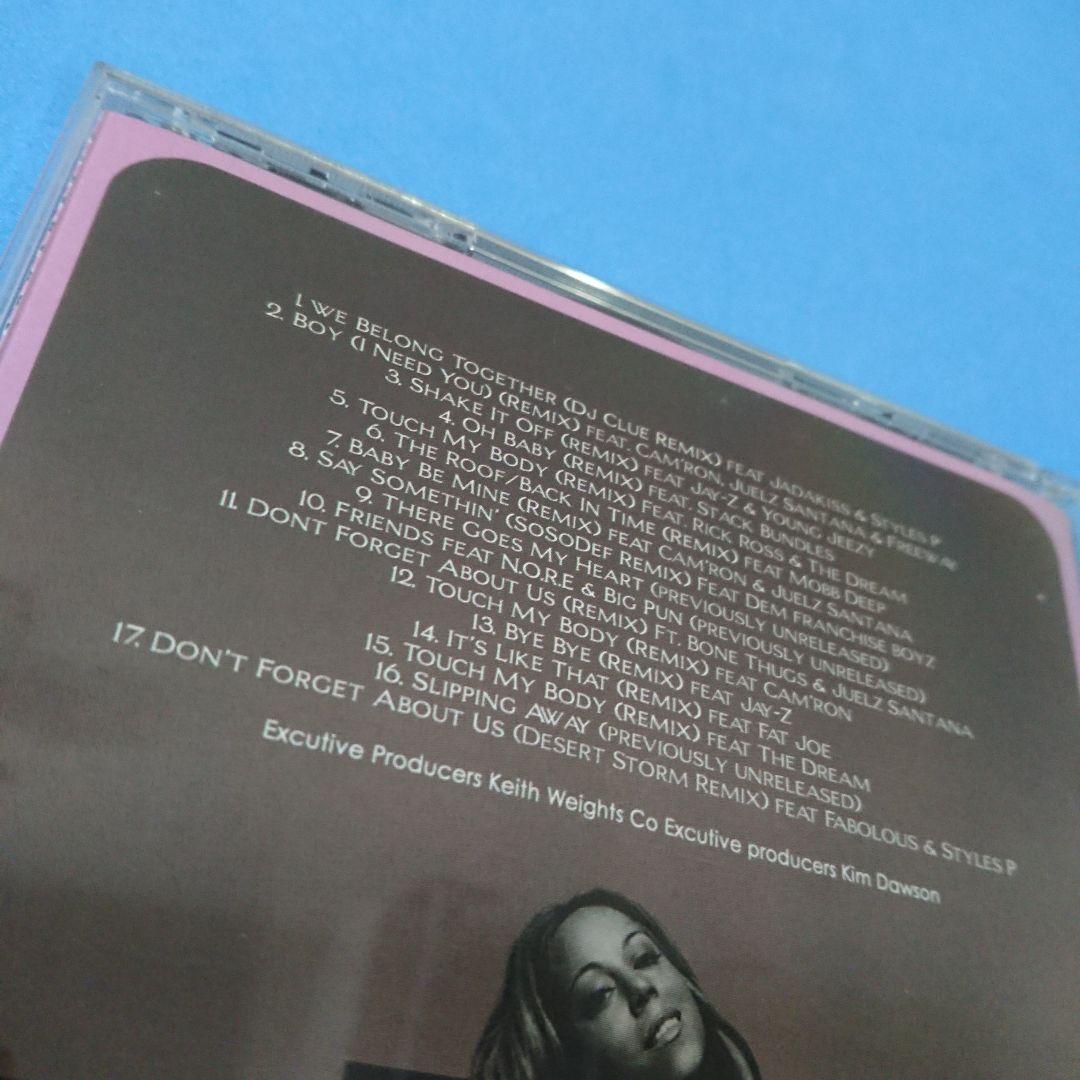 1. We Belong Together (DJ Clue Remix) feat Jadakiss & Styles P
2. Boy (I Need You) (Remix) feat. Cam'ron, Juelz Santana & Freeway
3. Shake It Off (Remix) feat Jay-Z & Young Jeezy
4. Oh Baby (Remix) feat. Stack Bundles
5. Touch My Body (Remix) feat. Rick Ross & The Dream
6. The Roof/Back In Time (Remix) feat Mobb Deep
7. Baby Be Mine (Remix) feat Cam'ron & Juelz Santana
8. Say Somethin' (SoSoDef Remix) feat Dem Franchise Boyz
9. There Goes My Heart (previously unreleased)
10. Friends feat N.O.R.E & Big Pun (previously unreleased)
11. Dont Forget About Us (Remix) ft. Bone Thugs & Juelz Santana
12. Touch My Body (Remix) feat Cam'ron
13. Bye Bye (Remix) feat Jay-Z
14. It's Like That (Remix) feat Fat Joe
15. Touch My Body (Remix) feat The Dream
16. Slipping Away (previously unreleased)
17. Don't Forget About Us (Desert Storm Remix) feat Fabolous & Styles P
Excutive Producers Keith Weights Co Excutive producers Kim Dawson